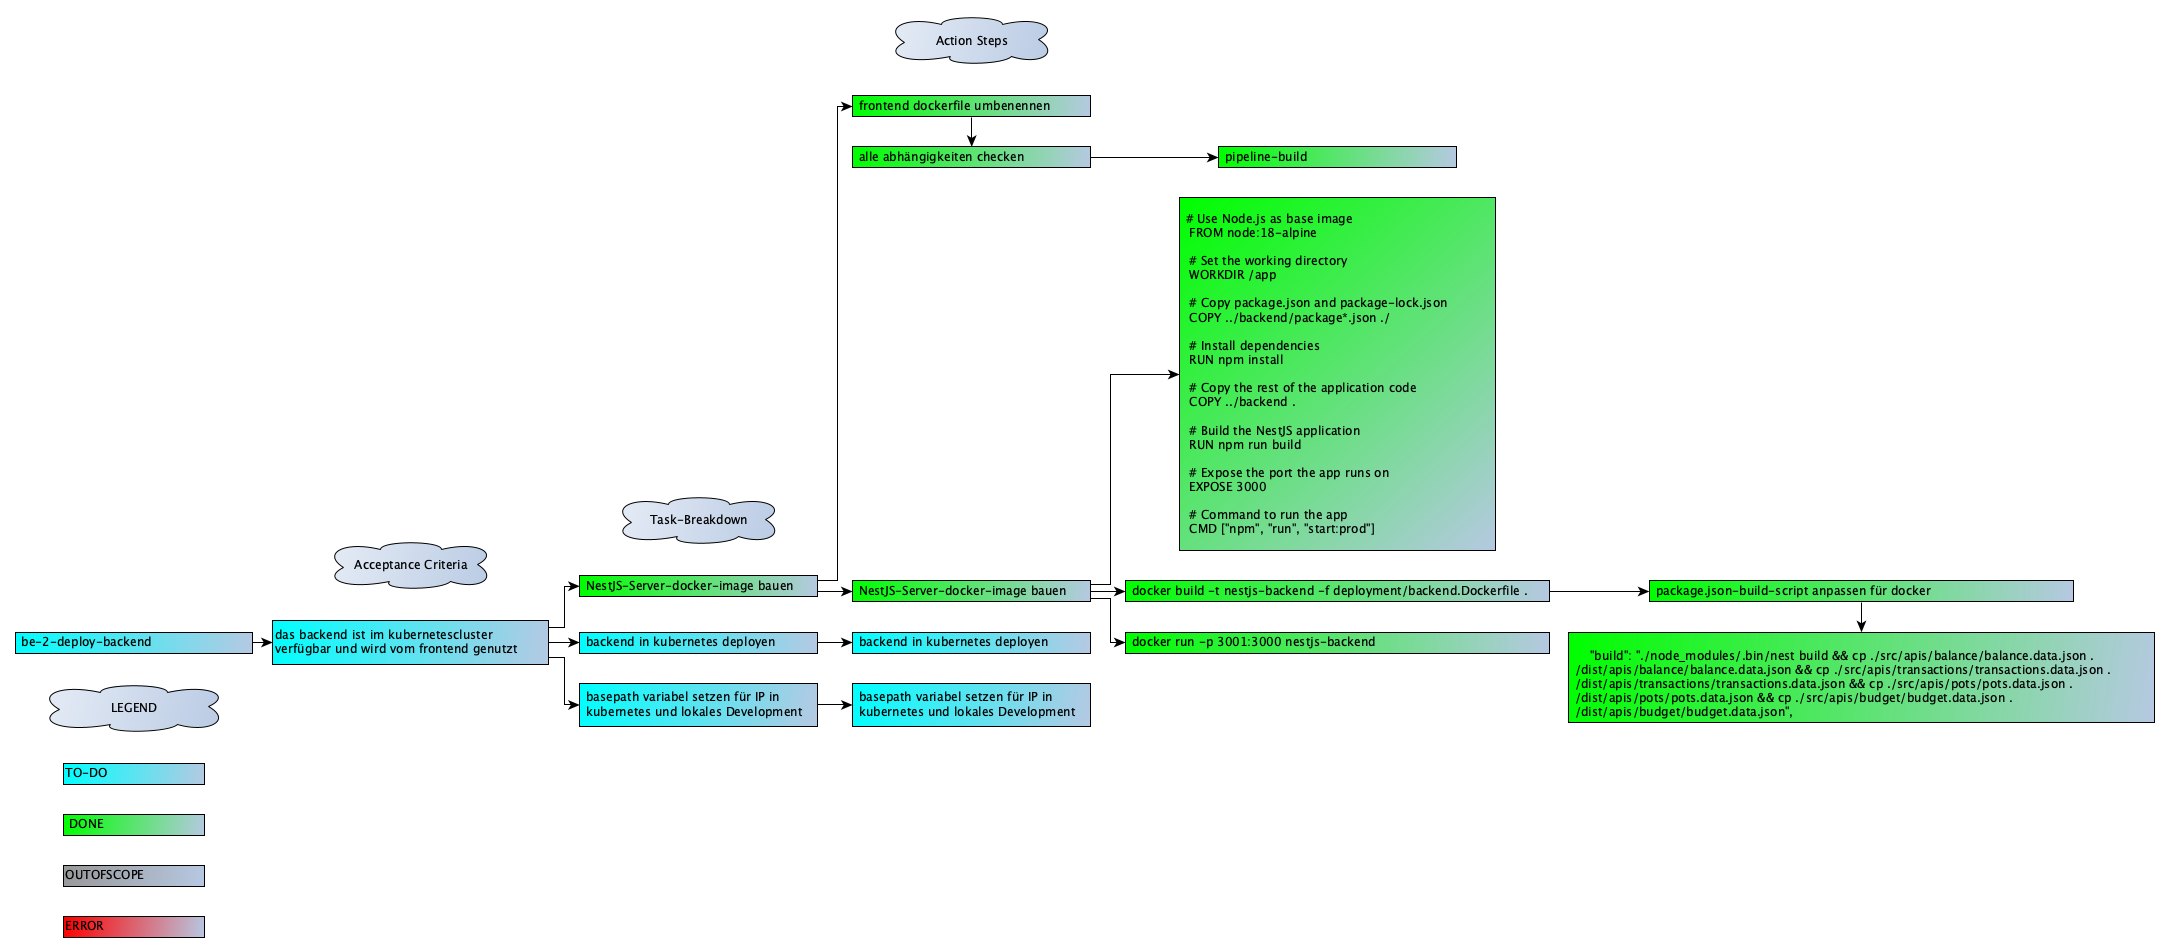 Action Steps
frontend dockerfile umbenennen
alle abhängigkeiten checken
pipeline-build
# Use Node.js as base image
FROM node:18-alpine
# Set the working directory
WORKDIR /app
# Copy package.json and package-lock.json
COPY ../backend/package*.json ./
# Install dependencies
RUN npm install
# Copy the rest of the application code
COPY ../backend .
# Build the NestJS application
RUN npm run build
# Expose the port the app runs on
EXPOSE 3000
# Command to run the app
CMD ["npm", "run", "start:prod"]
Task-Breakdown
Acceptance Criteria
NestJS-Server-docker-image bauen
NestJS-Server-docker-image bauen
docker build -t nestjs-backend -f deployment/backend.Dockerfile .
package.json-build-script anpassen für docker
be-2-deploy-backend
das backend ist im kubernetescluster
verfügbar und wird vom frontend genutzt
backend in kubernetes deployen
backend in kubernetes deployen
docker run -p 3001:3000 nestjs-backend
"build": "./node_modules/.bin/nest build && cp ./src/apis/balance/balance.data.json .
/dist/apis/balance/balance.data.json && cp ./src/apis/transactions/transactions.data.json .
/dist/apis/transactions/transactions.data.json && cp ./src/apis/pots/pots.data.json .
/dist/apis/pots/pots.data.json && cp ./src/apis/budget/budget.data.json .
/dist/apis/budget/budget.data.json",
basepath variabel setzen für IP in
kubernetes und lokales Development
basepath variabel setzen für IP in
kubernetes und lokales Development
LEGEND
TO-DO
DONE
OUTOFSCOPE
ERROR